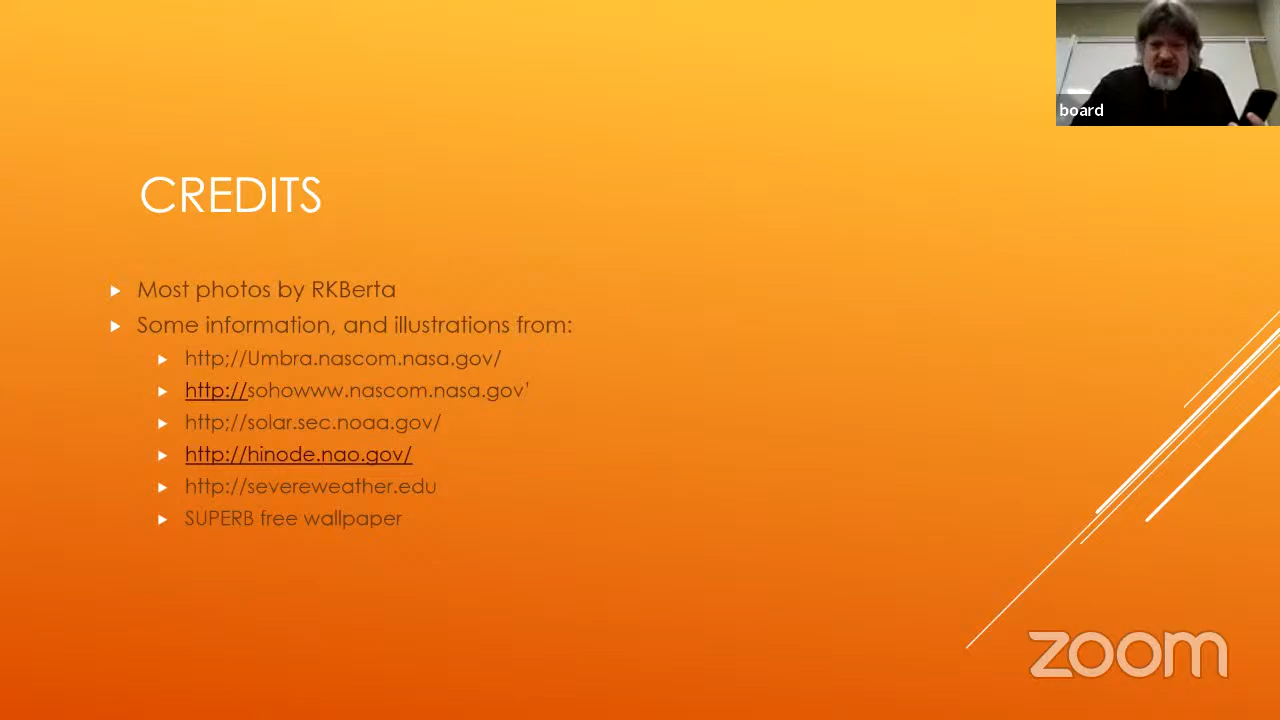 board
CREDITS
Most photos by RKBerta
Some information, and illustrations from:
http;//Umbra.nascom.nasa.gov/
http://sohowww.nascom.nasa.gov'
http;//solar.sec.noaa.gov/
http://hinode.nao.gov/
http://severeweather.edu
SUPERB free wallpaper
zoom